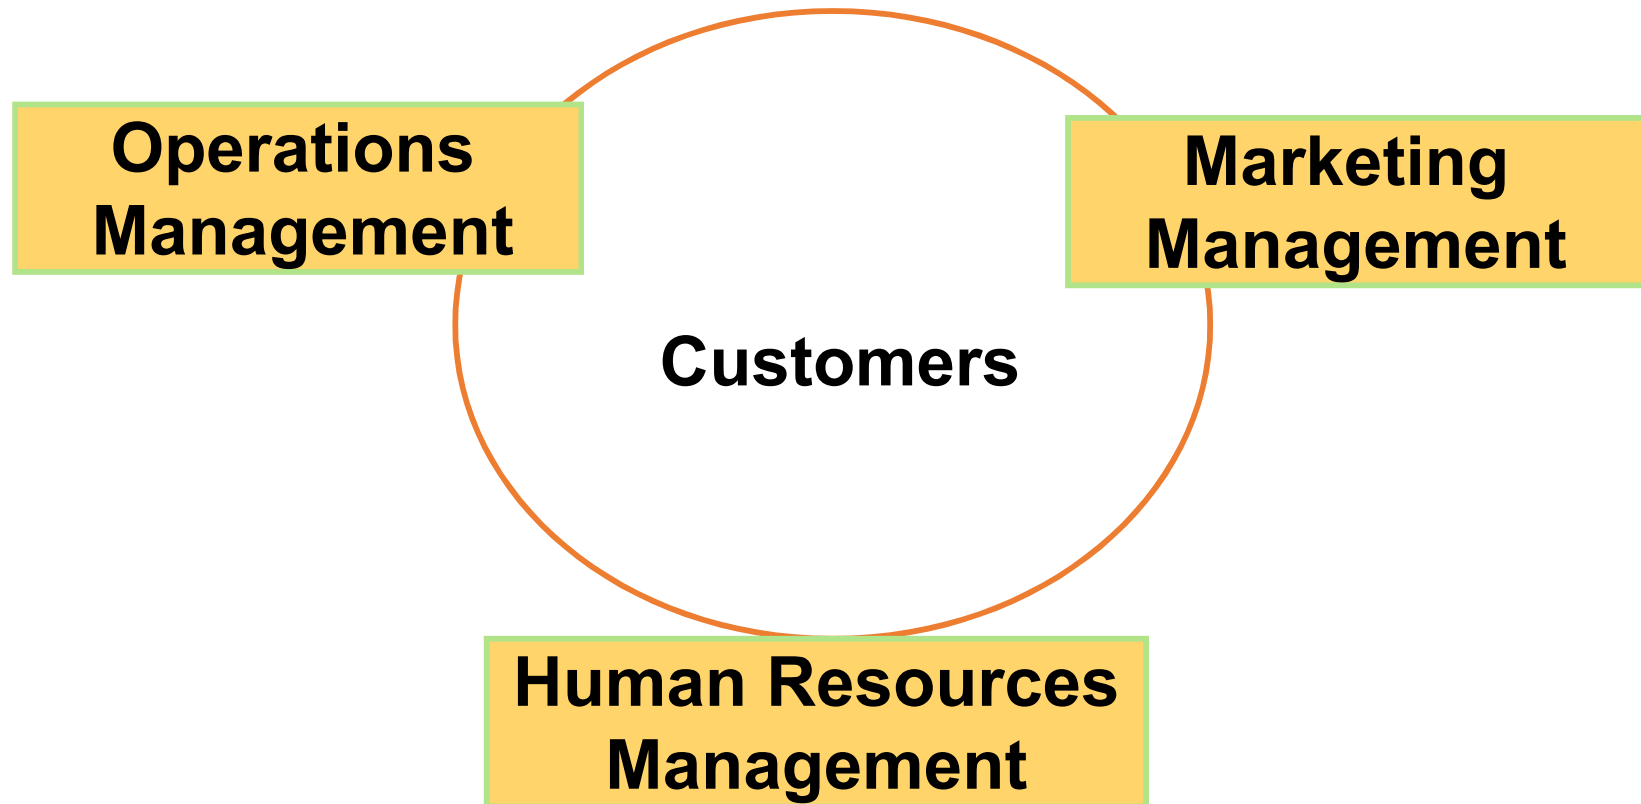 Operations
Management
Marketing
Management
Customers
Human Resources
Management